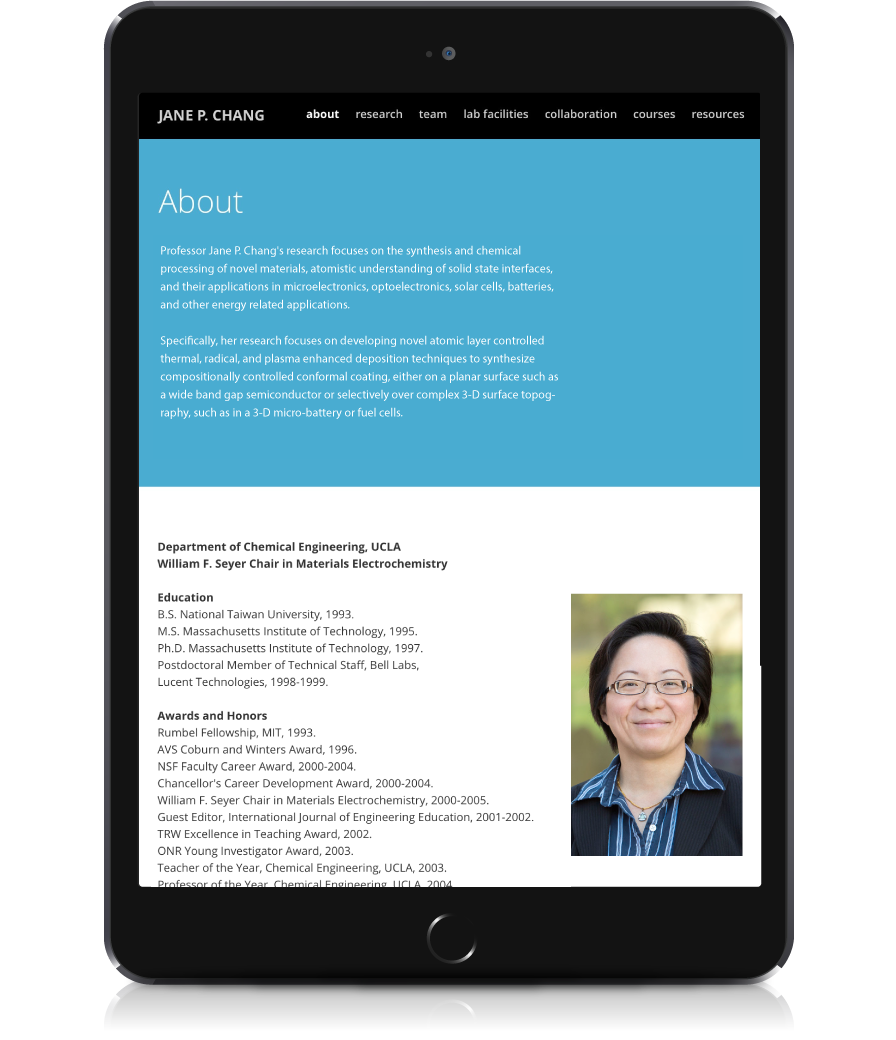 JANE P. CHANG about research team lab facilities collaboration courses resources
About
Professor Jane P. Chang's research focuses on the synthesis and chemical
processing of novel materials, atomistic understanding of solid state interfaces,
and their applications in microelectronics, optoelectronics, solar cells, batteries,
and other energy related applications.
Specifically, her research focuses on developing novel atomic layer controlled
thermal, radical, and plasma enhanced deposition techniques to synthesize
compositionally controlled conformal coating, either on a planar surface such as
a wide band gap semiconductor or selectively over complex 3-D surface topog-
raphy, such as in a 3-D micro-battery or fuel cells.
Department of Chemical Engineering, UCLA
William F. Seyer Chair in Materials Electrochemistry
Education
B.S. National Taiwan University, 1993.
M.S. Massachusetts Institute of Technology, 1995.
Ph.D. Massachusetts Institute of Technology, 1997.
Postdoctoral Member of Technical Staff, Bell Labs,
Lucent Technologies, 1998-1999.
Awards and Honors
Rumbel Fellowship, MIT, 1993.
AVS Coburn and Winters Award, 1996.
NSF Faculty Career Award, 2000-2004.
Chancellor's Career Development Award, 2000-2004.
William F. Seyer Chair in Materials Electrochemistry, 2000-2005.
Guest Editor, International Journal of Engineering Education, 2001-2002.
TRW Excellence in Teaching Award, 2002.
ONR Young Investigator Award, 2003.
Teacher of the Year, Chemical Engineering, UCLA, 2003.
Professor of the Year, Chemical Engineering, UCLA, 2004